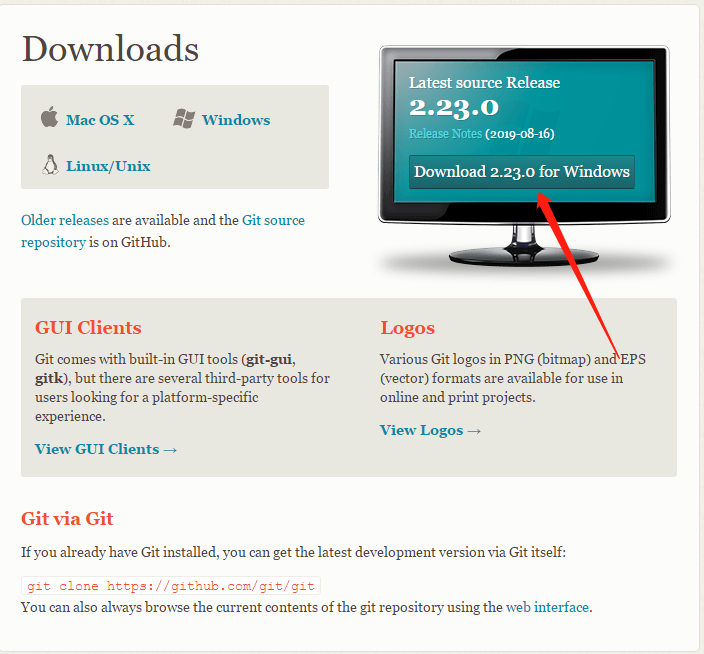 Downloads
Mac OS X
Windows
Linux/Unix
Older releases are available and the Git source
repository is on GitHub.
Latest source Release
2.23.0
Release Notes (2019-08-16)
Download 2.23.0 for Windows
GUI Clients
Git comes with built-in GUI tools (git-gui,
gitk), but there are several third-party tools for
users looking for a platform-specific
experience.
View GUI Clients →
Logos
Various Git logos in PNG (bitmap) and EPS
(vector) formats are available for use in
online and print projects.
View Logos →
Git via Git
If you already have Git installed, you can get the latest development version via Git itself:
git clone https://github.com/git/git
You can also always browse the current contents of the git repository using the web interface.